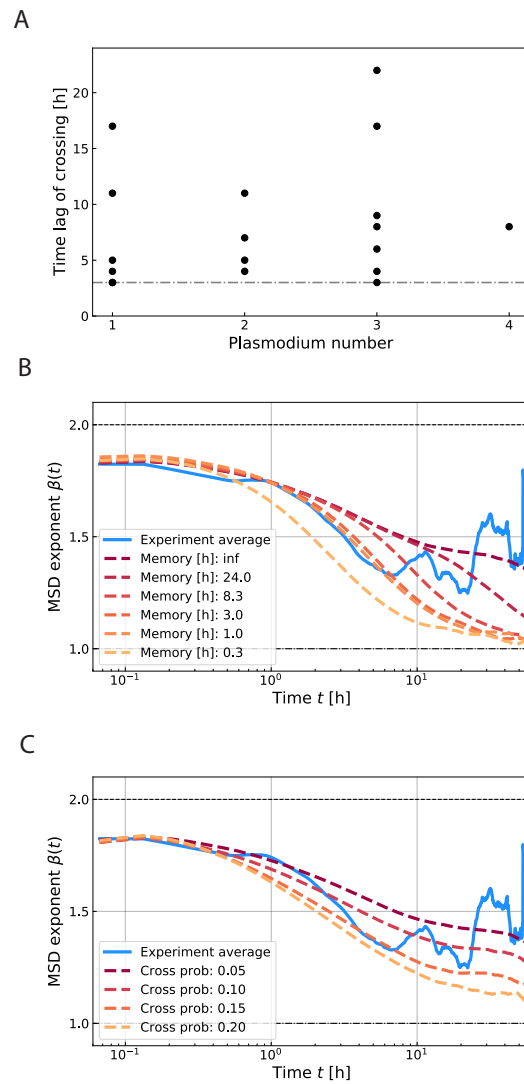 A
Time lag of crossing [h]
20
15
10
5
0
1 2 3 4
Plasmodium number
B
MSD exponent β(t)
2.0
1.5
1.0
Experiment average
Memory [h]: inf
Memory [h]: 24.0
Memory [h]: 8.3
Memory [h]: 3.0
Memory [h]: 1.0
Memory [h]: 0.3
10⁻¹ 10⁰ 10¹
Time t [h]
C
MSD exponent β(t)
2.0
1.5
1.0
Experiment average
Cross prob: 0.05
Cross prob: 0.10
Cross prob: 0.15
Cross prob: 0.20
10⁻¹ 10⁰ 10¹
Time t [h]